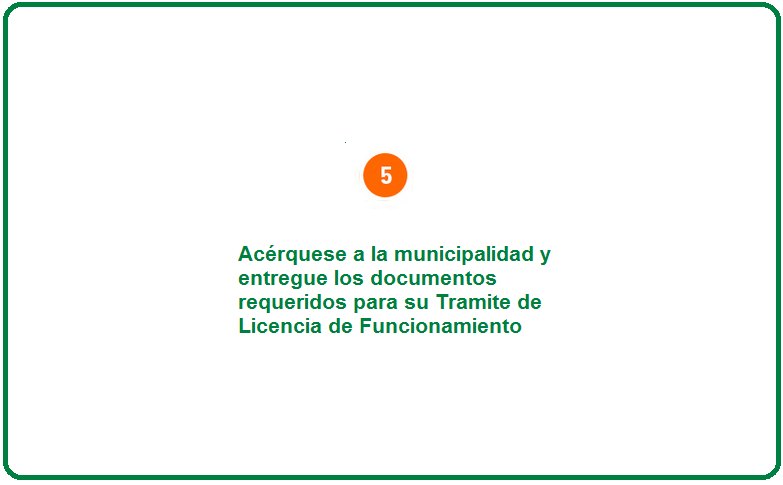 5
Acérquese a la municipalidad y
entregue los documentos
requeridos para su Tramite de
Licencia de Funcionamiento